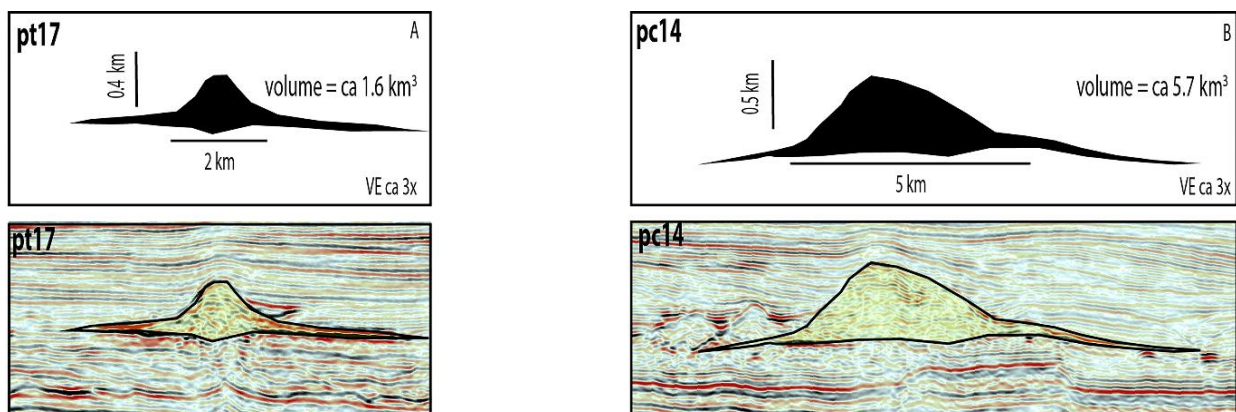 pt17
A
0.4 km
volume = ca 1.6 km³
2 km
VE ca 3x
pc14
B
0.5 km
volume = ca 5.7 km³
5 km
VE ca 3x
pt17
pc14